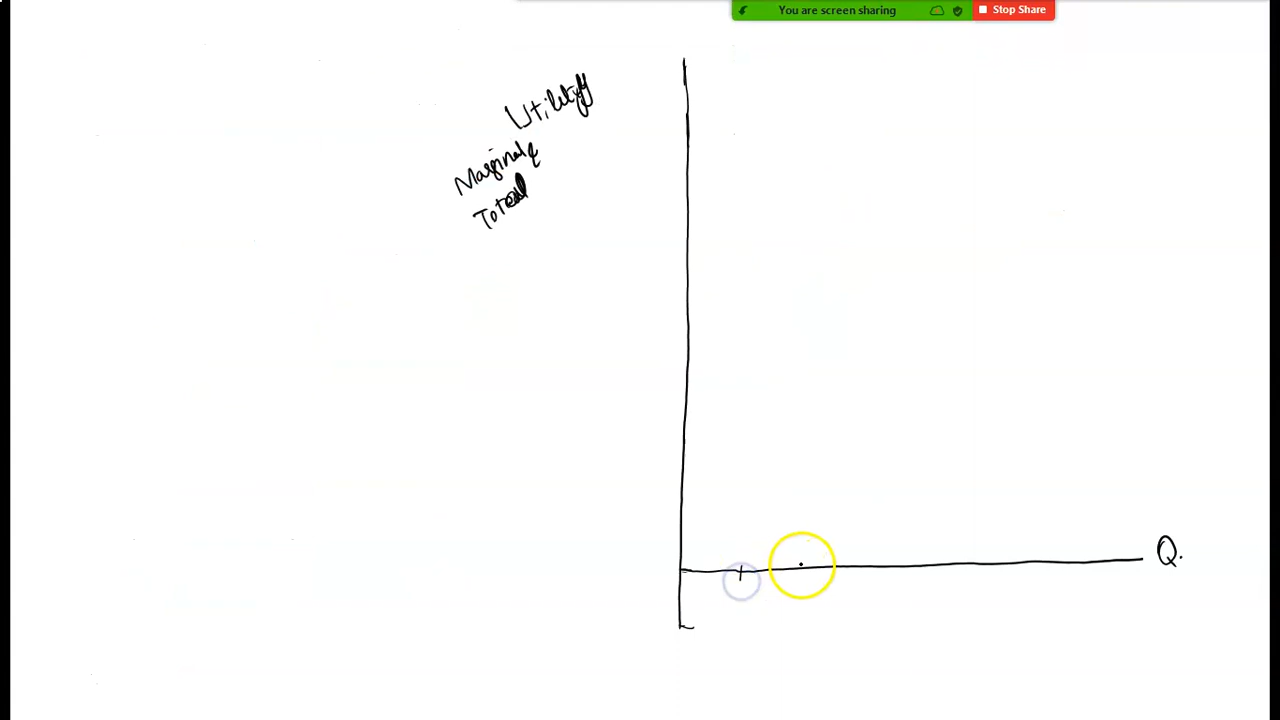 You are screen sharing
Stop Share
Utility
Marginal &
Total
Q.